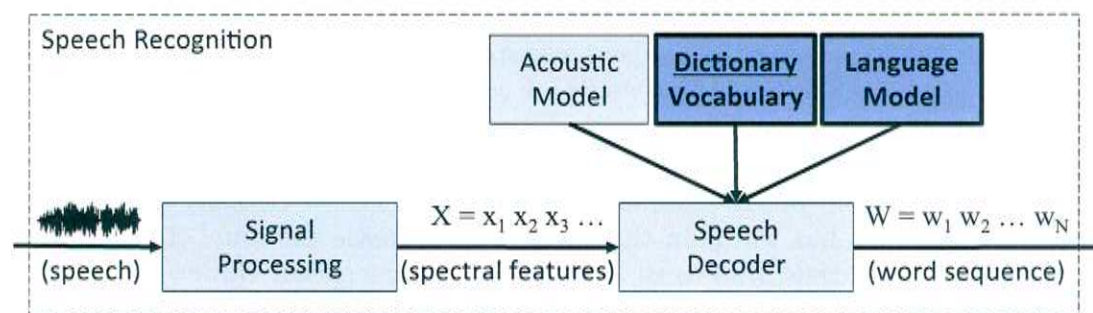 Speech Recognition
Acoustic
Model
Dictionary
Vocabulary
Language
Model
(speech)
Signal
Processing
X = x₁ x₂ x₃ …
(spectral features)
Speech
Decoder
W = w₁ w₂ … w_N
(word sequence)